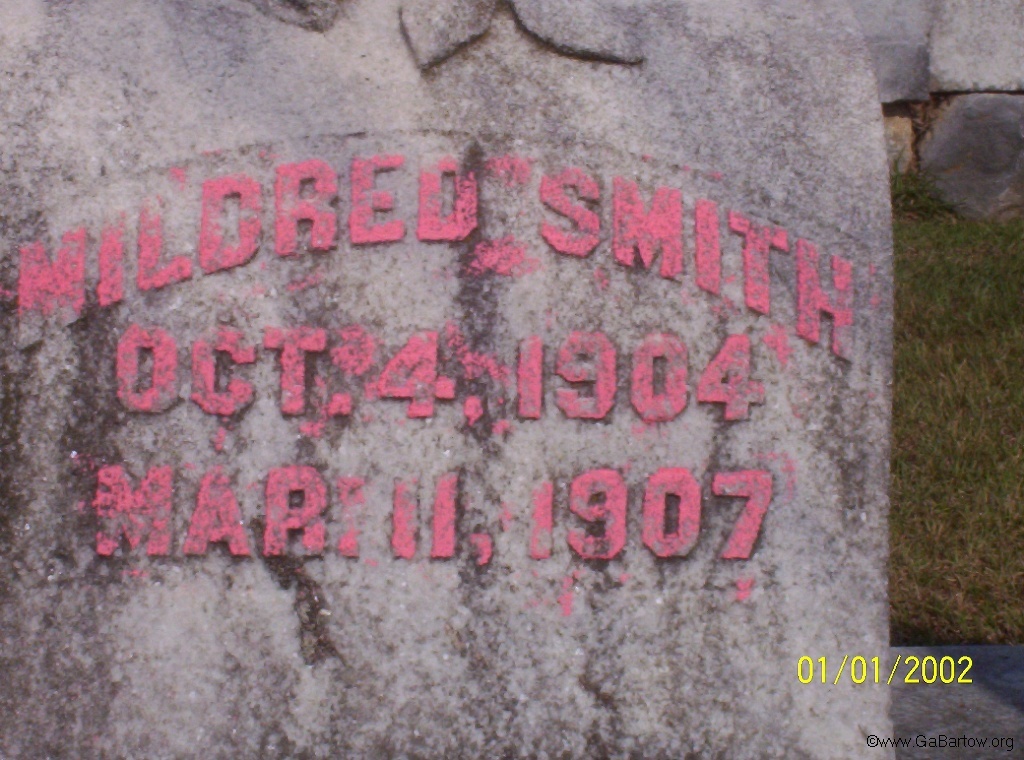 MILDRED SMITH
OCT. 4, 1904
MAR. 11, 1907
01/01/2002
©www.GaBartow.org